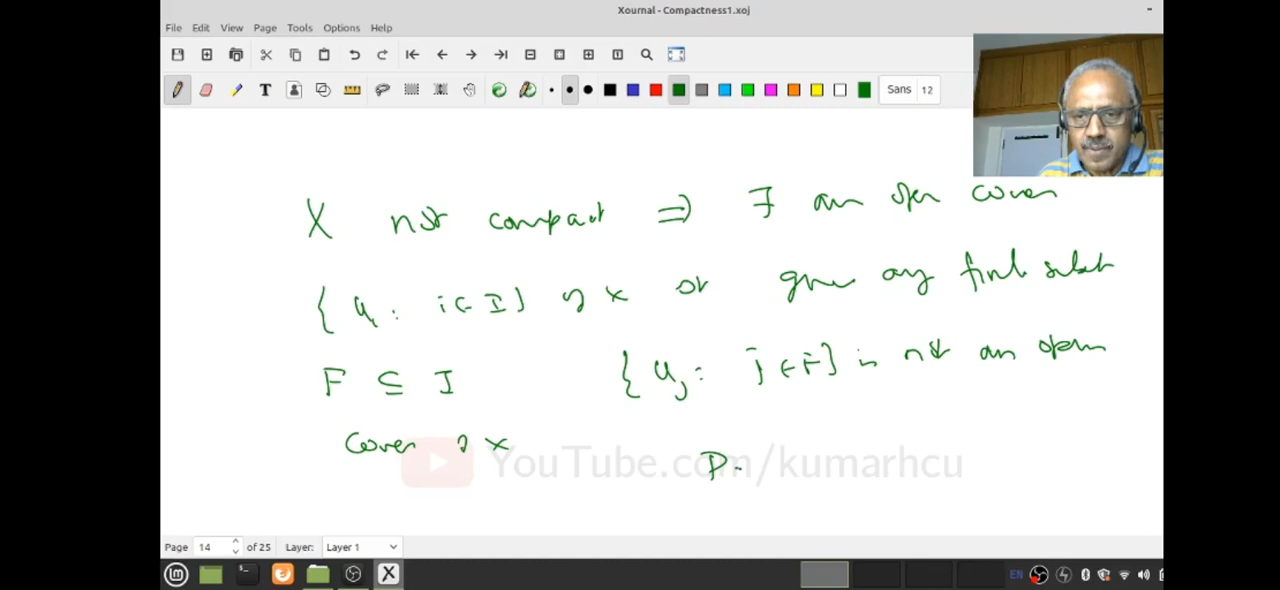 Xournal - Compactness1.xoj
File Edit View Page Tools Options Help
Sans 12
X not compact ⇒ ∃ an open cover
{ U_i : i ∈ I } of X st given any finite subset
F ⊆ I { U_j : j ∈ F } is not an open
cover of X
YouTube.com/kumarhcu
P.
Page 14 of 25 Layer: Layer 1
EN